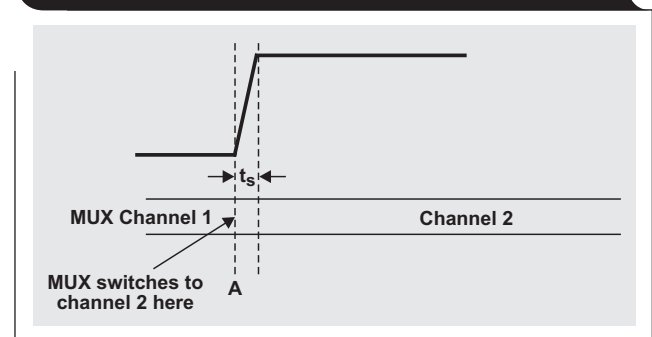 ts
MUX Channel 1
Channel 2
MUX switches to
channel 2 here
A